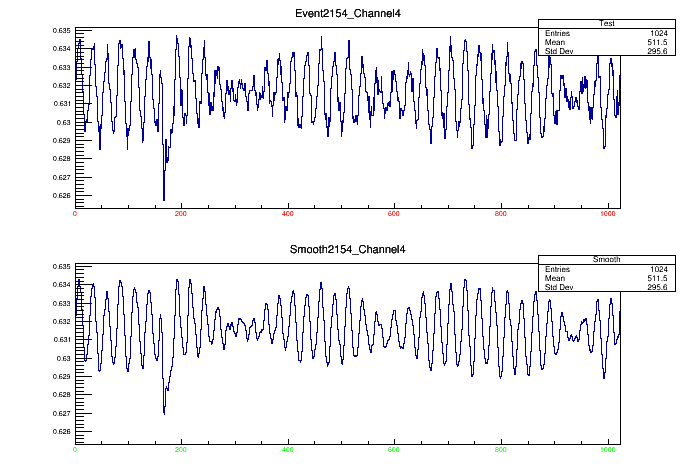 Event2154_Channel4
Test
Entries 1024
Mean 511.5
Std Dev 295.6
0.635
0.634
0.633
0.632
0.631
0.63
0.629
0.628
0.627
0.626
0 200 400 600 800 1000
Smooth2154_Channel4
Smooth
Entries 1024
Mean 511.5
Std Dev 295.6
0.635
0.634
0.633
0.632
0.631
0.63
0.629
0.628
0.627
0.626
0 200 400 600 800 1000